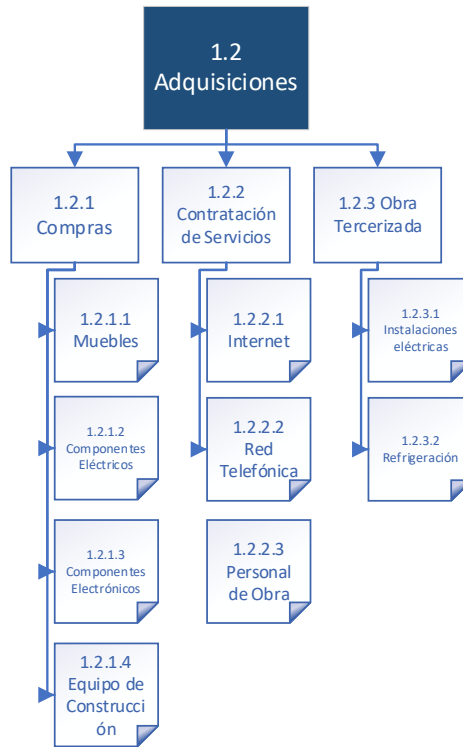 1.2
Adquisiciones
1.2.1
Compras
1.2.2
Contratación
de Servicios
1.2.3 Obra
Tercerizada
1.2.1.1
Muebles
1.2.2.1
Internet
1.2.3.1
Instalaciones
eléctricas
1.2.1.2
Componentes
Eléctricos
1.2.2.2
Red
Telefónica
1.2.3.2
Refrigeración
1.2.1.3
Componentes
Electrónicos
1.2.2.3
Personal
de Obra
1.2.1.4
Equipo de
Construcci
ón